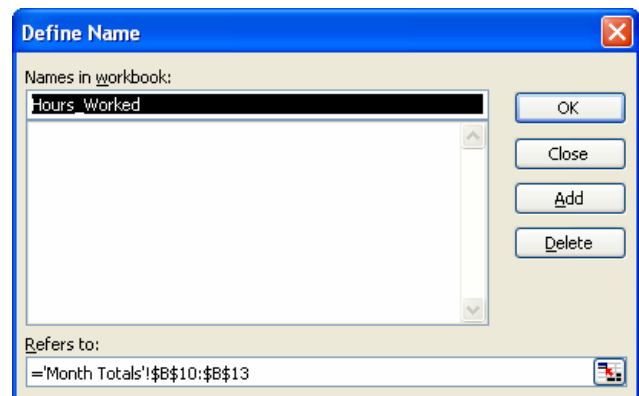 Define Name
Names in workbook:
Hours_Worked
OK
Close
Add
Delete
Refers to:
='Month Totals'!$B$10:$B$13